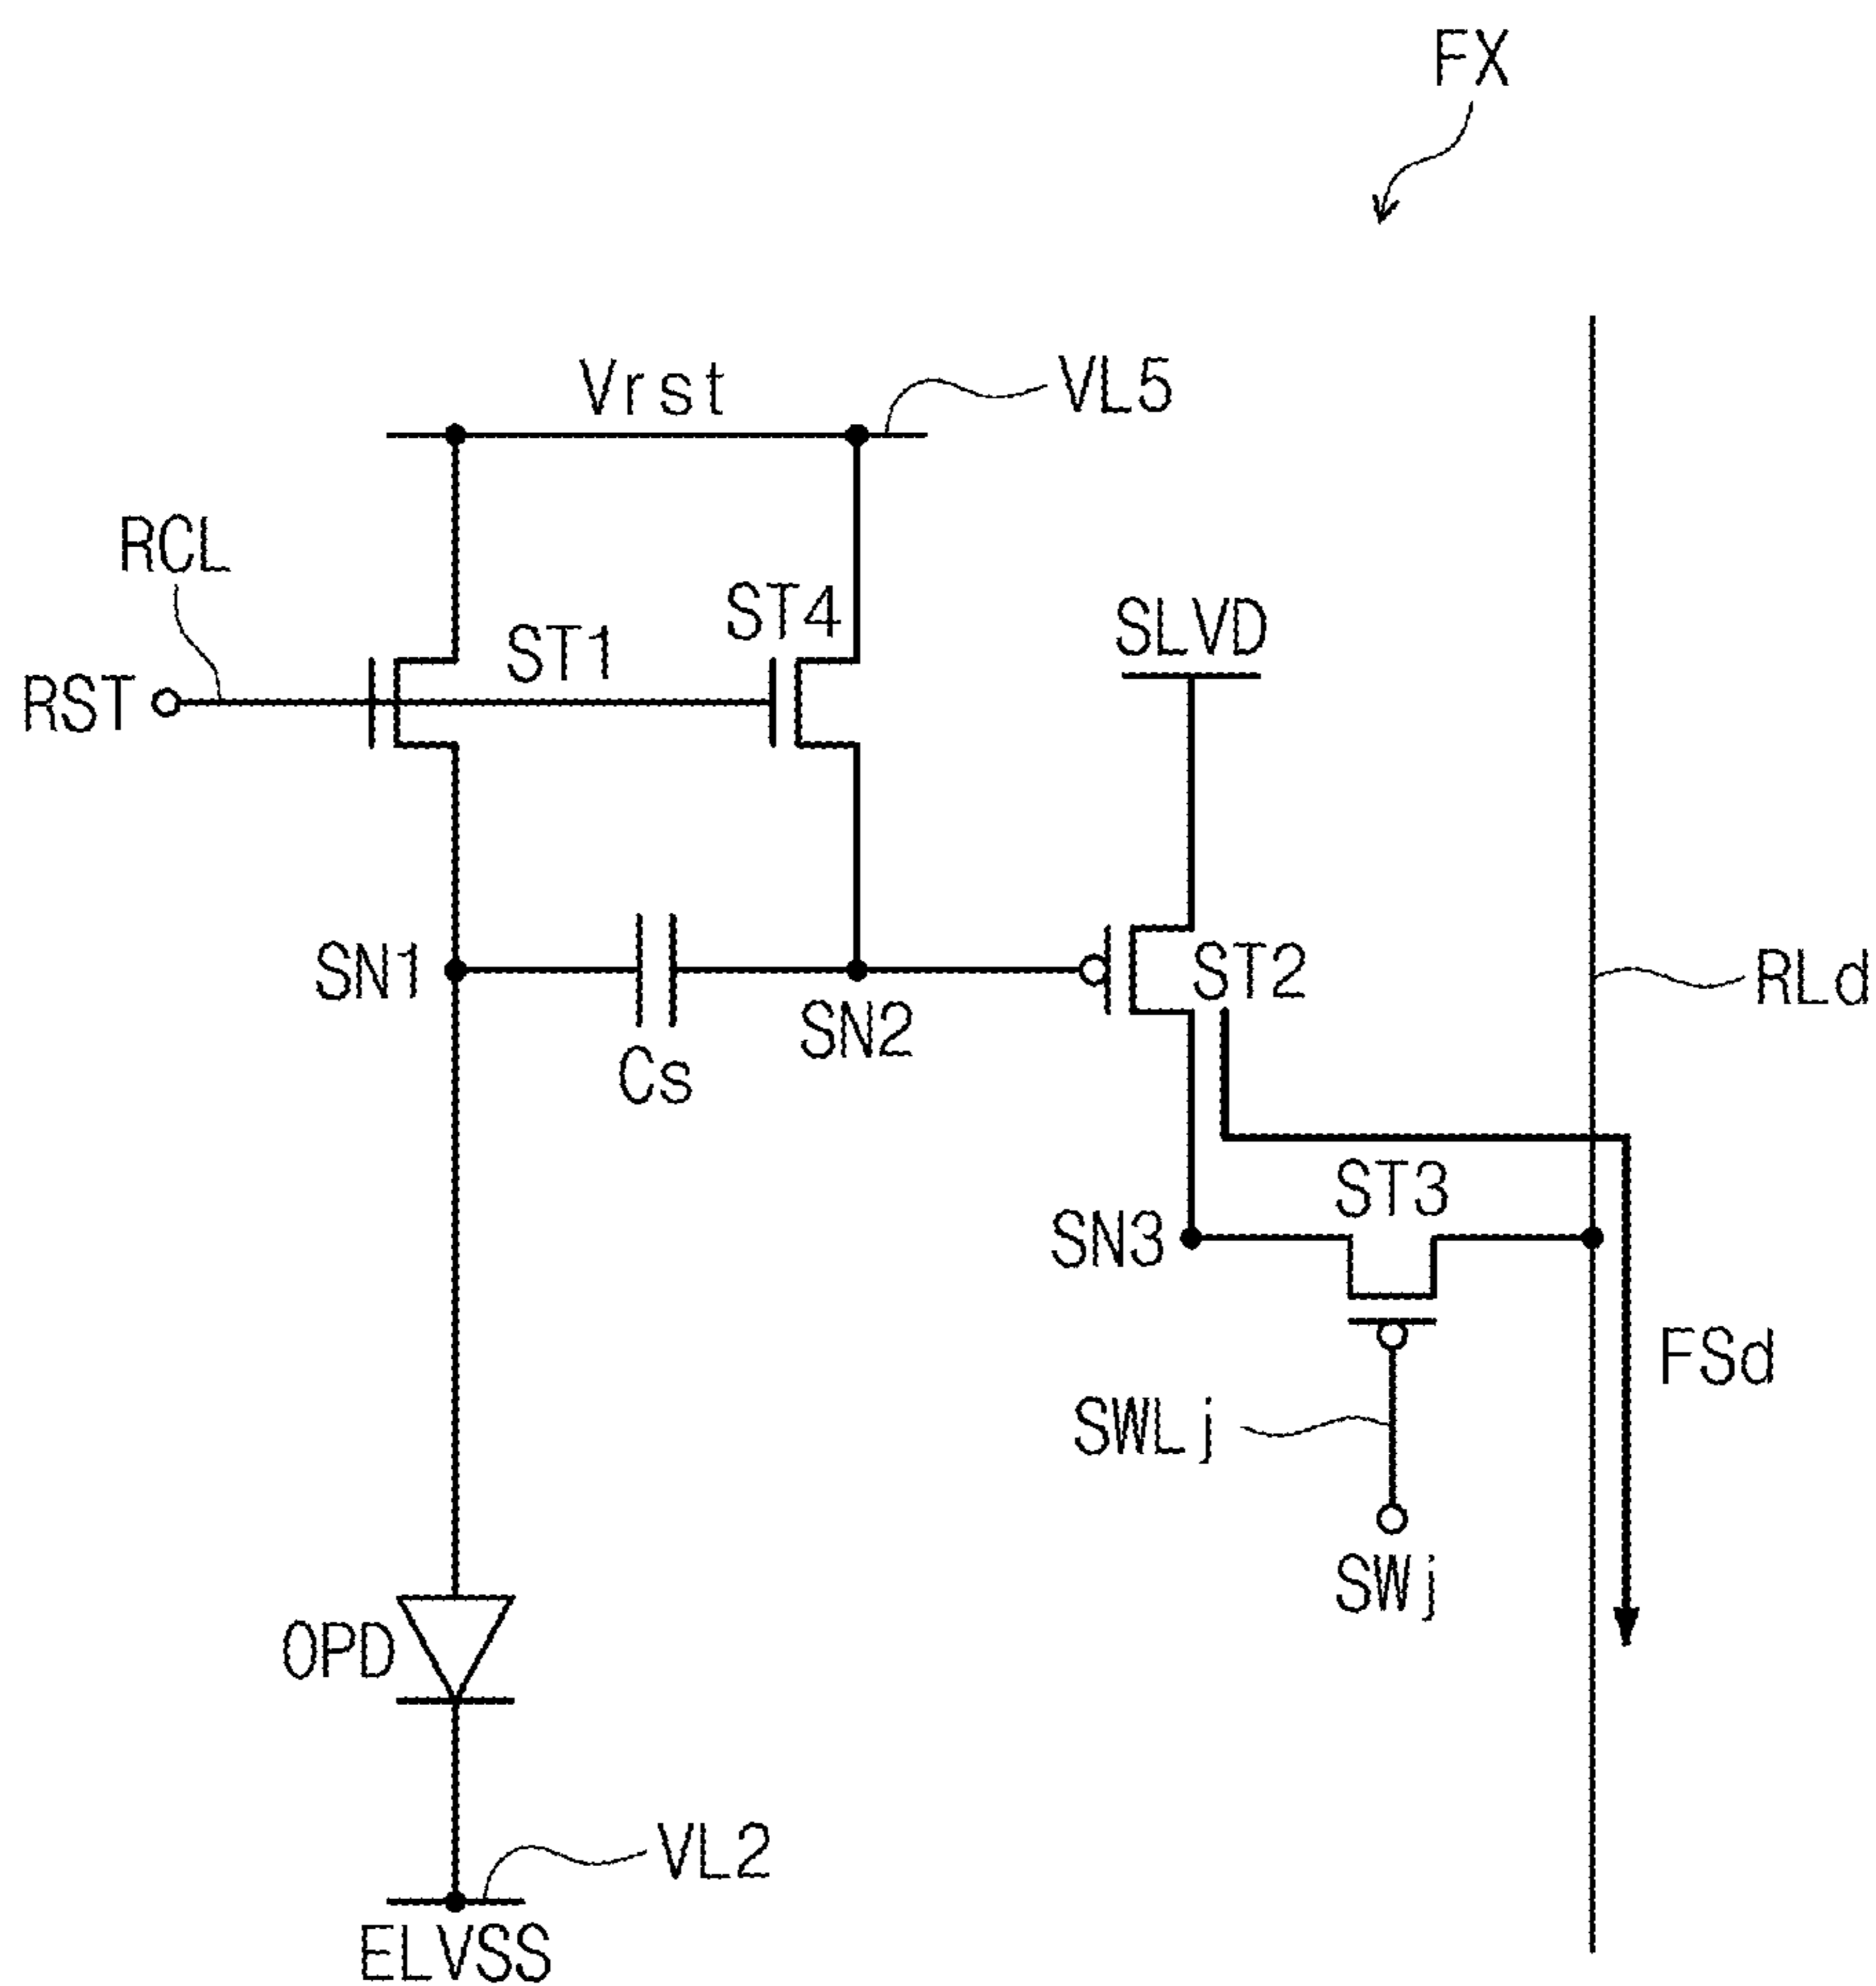 FX
Vrst
VL5
RCL
ST4
SLVD
ST1
RST
SN1
ST2
RLd
SN2
Cs
ST3
SN3
FSd
SWLj
SWj
OPD
VL2
ELVSS